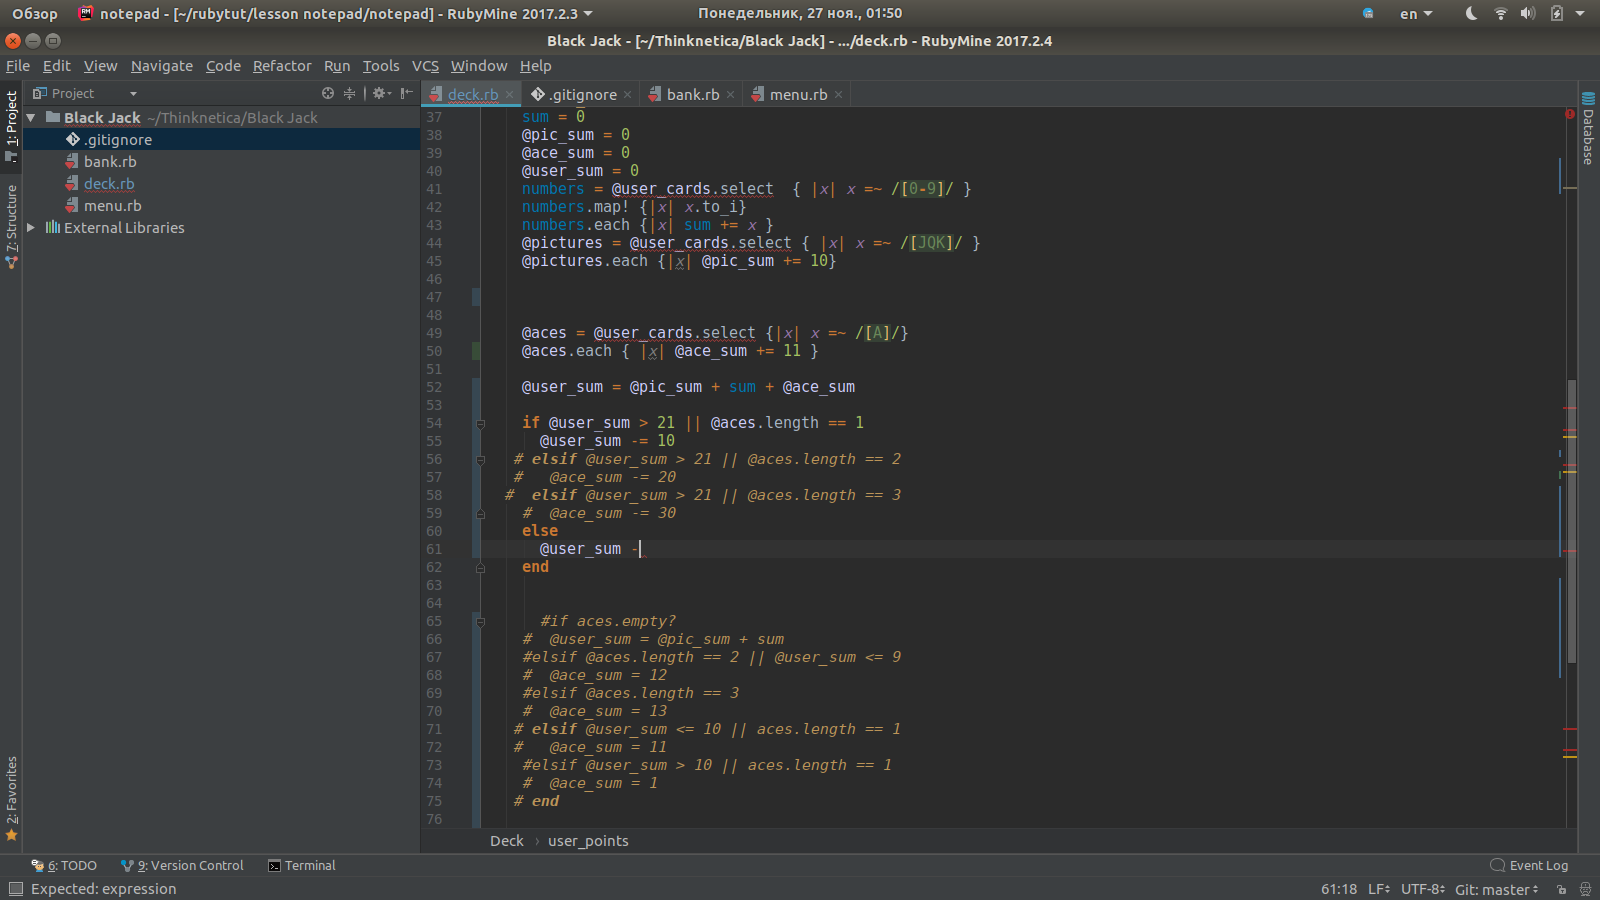 Обзор notepad - [~/rubytut/lesson notepad/notepad] - RubyMine 2017.2.3 Понедельник, 27 ноя., 01:50 en
Black Jack - [~/Thinknetica/Black Jack] - .../deck.rb - RubyMine 2017.2.4
File Edit View Navigate Code Refactor Run Tools VCS Window Help
1: Project
7: Structure
2: Favorites
Project
Black Jack ~/Thinknetica/Black Jack
.gitignore
bank.rb
deck.rb
menu.rb
External Libraries
deck.rb .gitignore bank.rb menu.rb
37 sum = 0
38 @pic_sum = 0
39 @ace_sum = 0
40 @user_sum = 0
41 numbers = @user_cards.select  { |x| x =~ /[0-9]/ }
42 numbers.map! {|x| x.to_i}
43 numbers.each {|x| sum += x }
44 @pictures = @user_cards.select { |x| x =~ /[JQK]/ }
45 @pictures.each {|x| @pic_sum += 10}
46
47
48
49 @aces = @user_cards.select {|x| x =~ /[A]/}
50 @aces.each { |x| @ace_sum += 11 }
51
52 @user_sum = @pic_sum + sum + @ace_sum
53
54 if @user_sum > 21 || @aces.length == 1
55 @user_sum -= 10
56 # elsif @user_sum > 21 || @aces.length == 2
57 #   @ace_sum -= 20
58 #  elsif @user_sum > 21 || @aces.length == 3
59 #  @ace_sum -= 30
60 else
61 @user_sum -
62 end
63
64
65 #if aces.empty?
66 #  @user_sum = @pic_sum + sum
67 #elsif @aces.length == 2 || @user_sum <= 9
68 #  @ace_sum = 12
69 #elsif @aces.length == 3
70 #  @ace_sum = 13
71 # elsif @user_sum <= 10 || aces.length == 1
72 #   @ace_sum = 11
73 #elsif @user_sum > 10 || aces.length == 1
74 #  @ace_sum = 1
75 # end
76
Deck › user_points
Database
6: TODO 9: Version Control Terminal Event Log
Expected: expression 61:18 LF UTF-8 Git: master